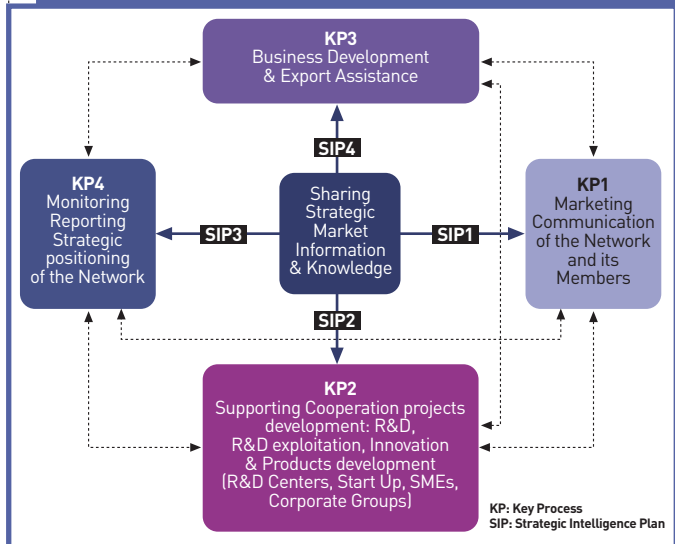 KP3
Business Development
& Export Assistance
SIP4
KP4
Monitoring
Reporting
Strategic
positioning
of the Network
SIP3
Sharing
Strategic
Market
Information
& Knowledge
SIP1
KP1
Marketing
Communication
of the Network
and its
Members
SIP2
KP2
Supporting Cooperation projects
development: R&D,
R&D exploitation, Innovation
& Products development
(R&D Centers, Start Up, SMEs,
Corporate Groups)
KP: Key Process
SIP: Strategic Intelligence Plan